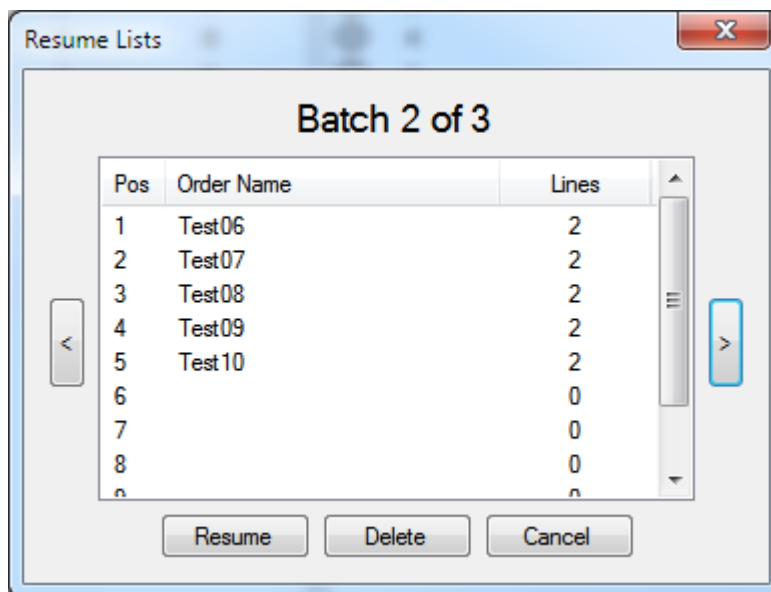 Resume Lists
Batch 2 of 3
Pos Order Name Lines
1 Test06 2
2 Test07 2
3 Test08 2
4 Test09 2
5 Test10 2
6 0
7 0
8 0
<
>
Resume Delete Cancel